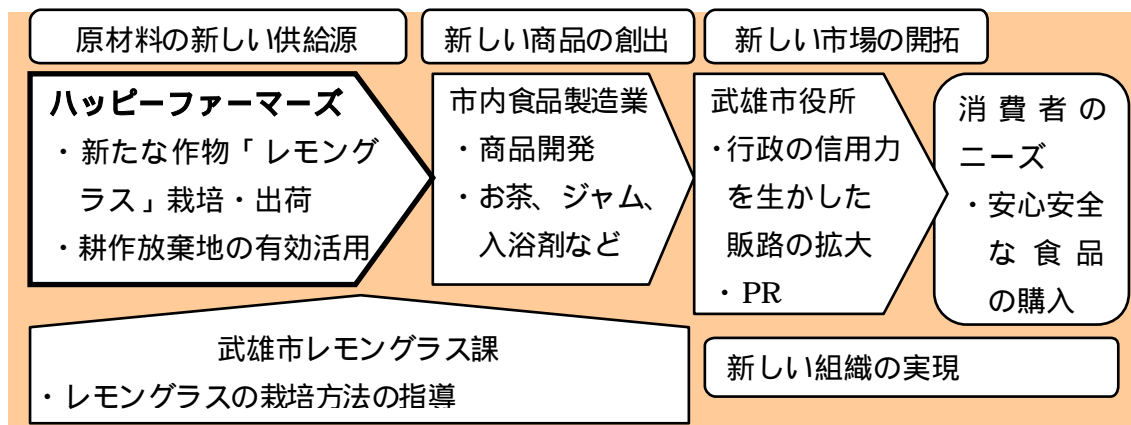 原材料の新しい供給源
新しい商品の創出
新しい市場の開拓
ハッピーファーマーズ
・新たな作物「レモング
ラス」栽培・出荷
・耕作放棄地の有効活用
市内食品製造業
・商品開発
・お茶、ジャム、
入浴剤など
武雄市役所
・行政の信用力
を生かした
販路の拡大
・PR
消費者の
ニーズ
・安心安全
な食品
の購入
武雄市レモングラス課
・レモングラスの栽培方法の指導
新しい組織の実現